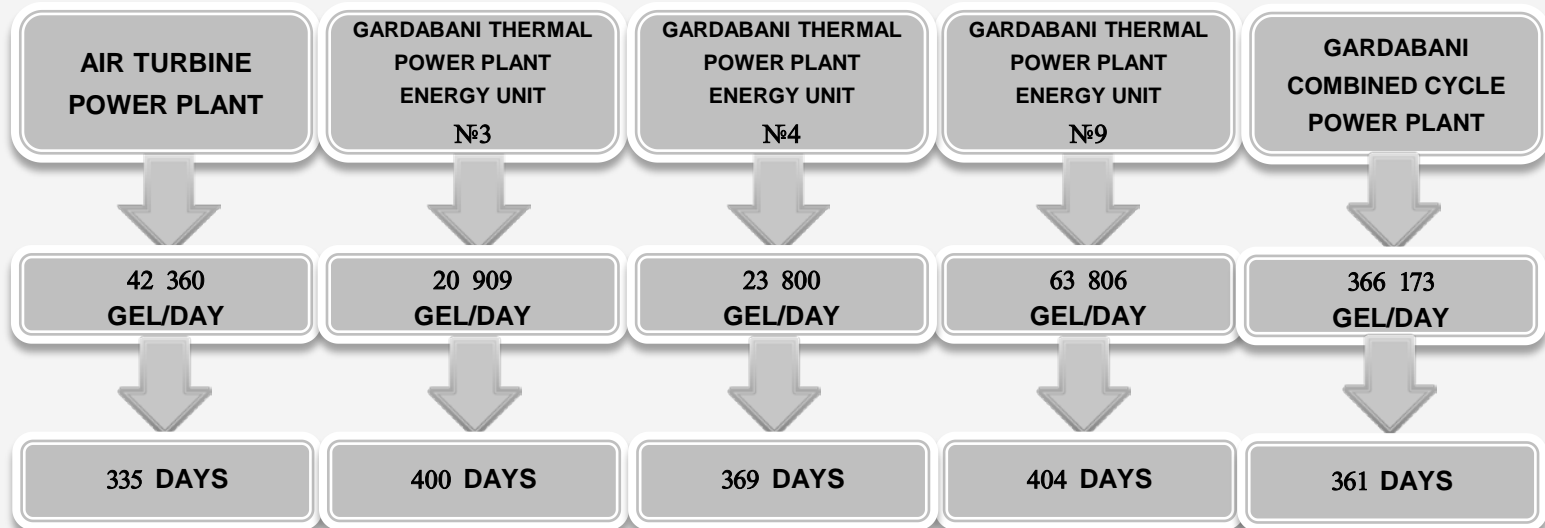 AIR TURBINE
POWER PLANT
GARDABANI THERMAL
POWER PLANT
ENERGY UNIT
№3
GARDABANI THERMAL
POWER PLANT
ENERGY UNIT
№4
GARDABANI THERMAL
POWER PLANT
ENERGY UNIT
№9
GARDABANI
COMBINED CYCLE
POWER PLANT
42 360
GEL/DAY
20 909
GEL/DAY
23 800
GEL/DAY
63 806
GEL/DAY
366 173
GEL/DAY
335 DAYS
400 DAYS
369 DAYS
404 DAYS
361 DAYS